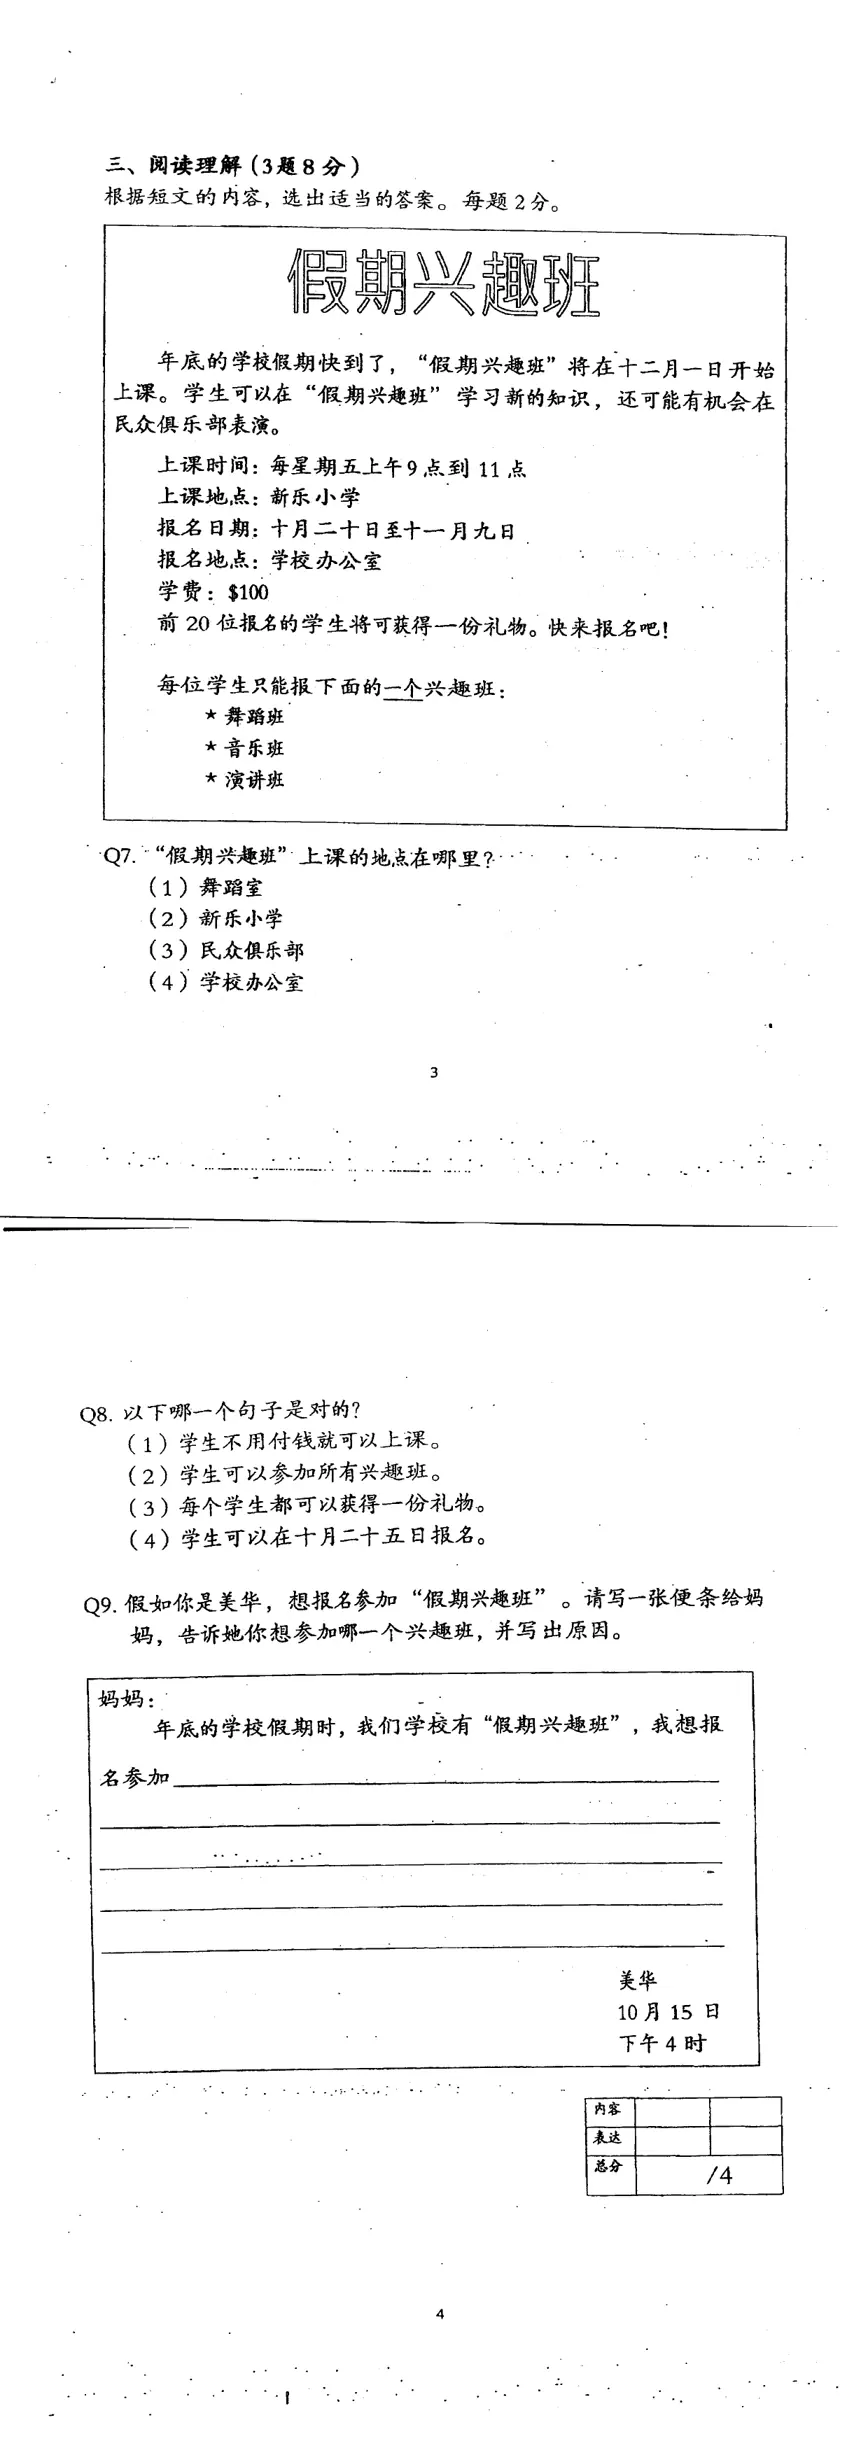 三、阅读理解（3题8分）
根据短文的内容，选出适当的答案。每题2分。
假期兴趣班
年底的学校假期快到了，“假期兴趣班”将在十二月一日开始
上课。学生可以在“假期兴趣班”学习新的知识，还可能有机会在
民众俱乐部表演。
上课时间：每星期五上午9点到11点
上课地点：新乐小学
报名日期：十月二十日至十一月九日
报名地点：学校办公室
学费：$100
前20位报名的学生将可获得一份礼物。快来报名吧！
每位学生只能报下面的一个兴趣班：
★ 舞蹈班
★ 音乐班
★ 演讲班
Q7. “假期兴趣班”上课的地点在哪里？
（1）舞蹈室
（2）新乐小学
（3）民众俱乐部
（4）学校办公室
3
Q8. 以下哪一个句子是对的？
（1）学生不用付钱就可以上课。
（2）学生可以参加所有兴趣班。
（3）每个学生都可以获得一份礼物。
（4）学生可以在十月二十五日报名。
Q9. 假如你是美华，想报名参加“假期兴趣班”。请写一张便条给妈
妈，告诉她你想参加哪一个兴趣班，并写出原因。
妈妈：
年底的学校假期时，我们学校有“假期兴趣班”，我想报
名参加
美华
10月15日
下午4时
内容
表达
总分 /4
4